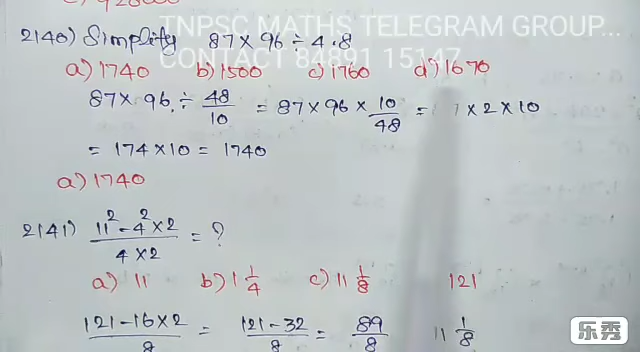 2140) Simplify 87 × 96 ÷ 4.8
TNPSC MATHS TELEGRAM GROUP...
CONTACT 84891 15147
a) 1740 b) 1500 c) 1760 d) 1670
87 × 96 ÷ 48/10 = 87 × 96 × 10/48 = 7 × 2 × 10
= 174 × 10 = 1740
a) 1740
2141) 11² - 4² × 2 / 4 × 2 = ?
a) 11 b) 1 1/4 c) 11 1/8 121
121 - 16 × 2 / 8 = 121 - 32 / 8 = 89/8 11 1/8
乐秀